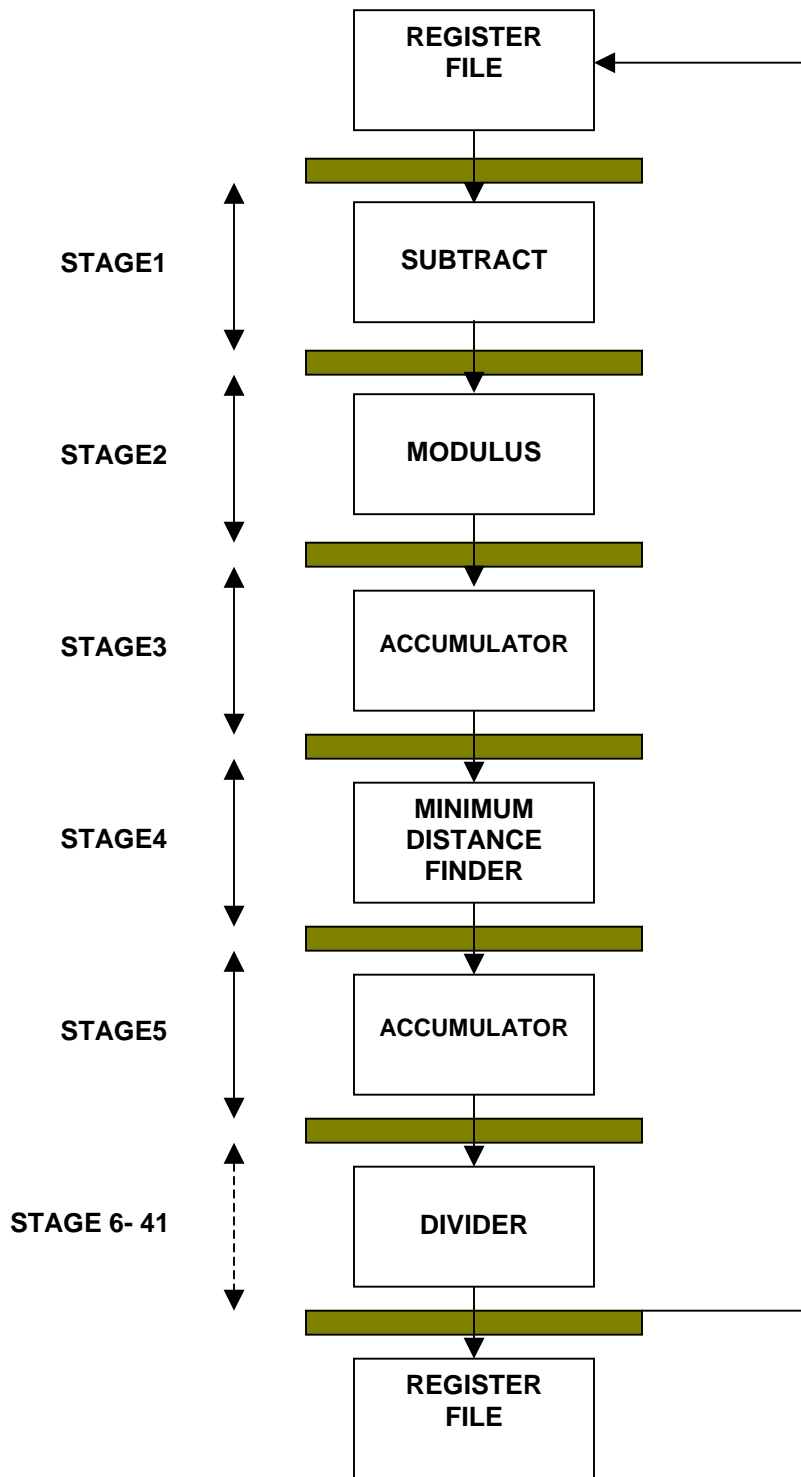 REGISTER
FILE
STAGE1
SUBTRACT
STAGE2
MODULUS
STAGE3
ACCUMULATOR
STAGE4
MINIMUM
DISTANCE
FINDER
STAGE5
ACCUMULATOR
STAGE 6- 41
DIVIDER
REGISTER
FILE